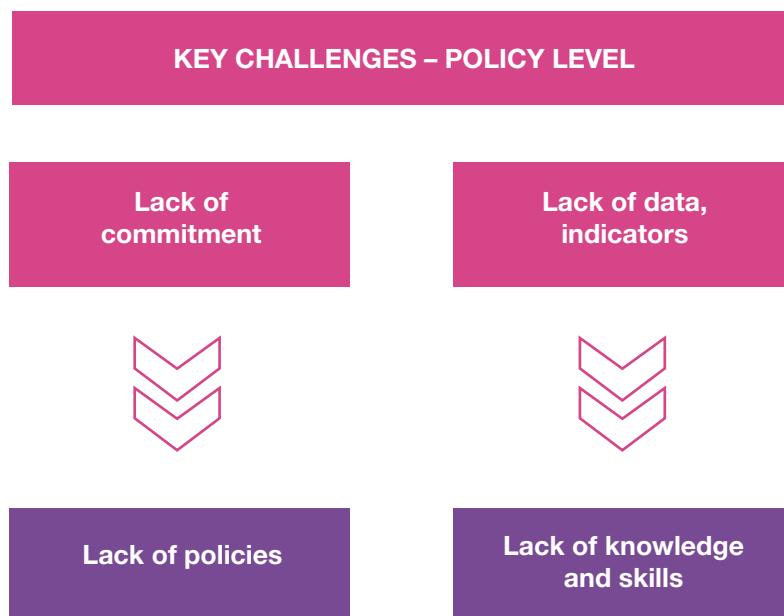 KEY CHALLENGES – POLICY LEVEL
Lack of
commitment
Lack of data,
indicators
Lack of policies
Lack of knowledge
and skills